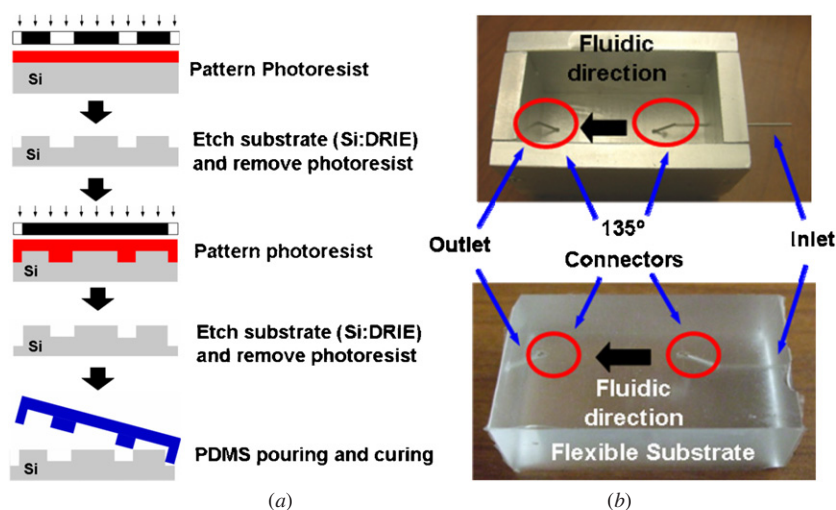 Si
Pattern Photoresist
Etch substrate (Si:DRIE)
and remove photoresist
Si
Pattern photoresist
Si
Etch substrate (Si:DRIE)
and remove photoresist
Si
PDMS pouring and curing
Si
(a)
Fluidic
direction
Outlet
135º
Connectors
Inlet
Fluidic
direction
Flexible Substrate
(b)